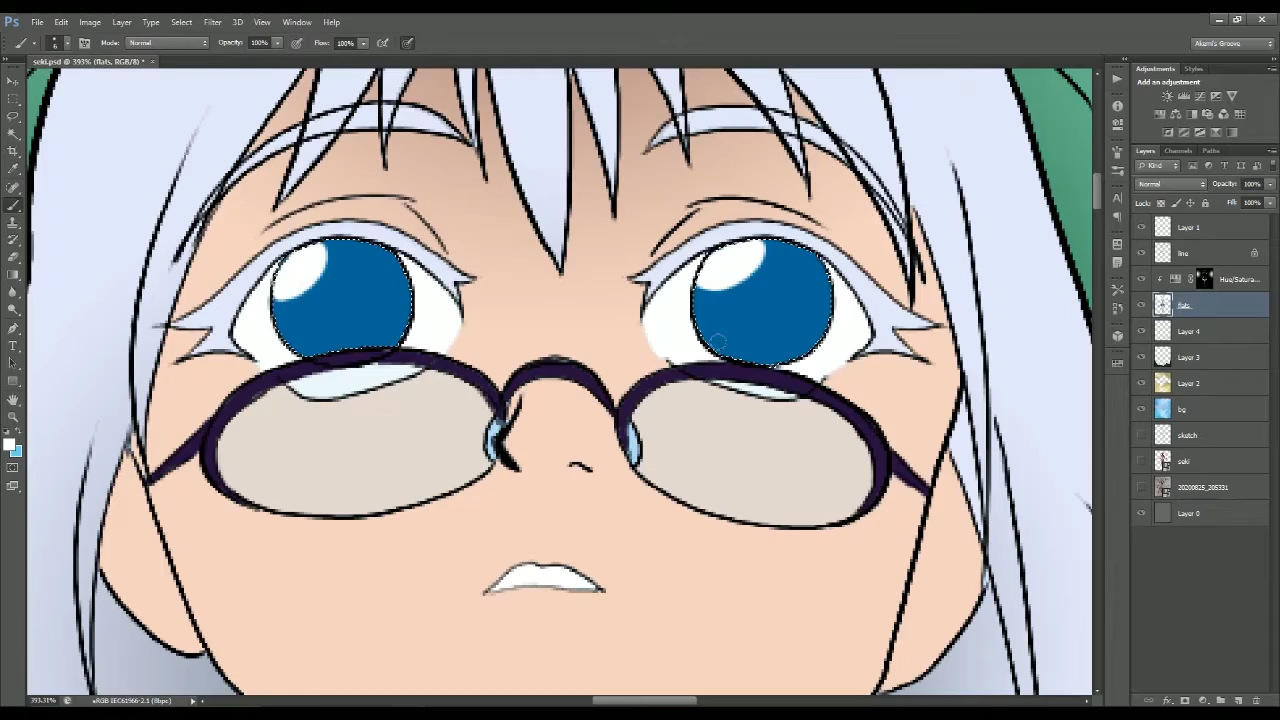 Ps File Edit Image Layer Type Select Filter 3D View Window Help
6 Mode: Normal Opacity: 100% Flow: 100% Akemi's Groove
seki.psd @ 393% (flats, RGB/8) *
Adjustments Styles
Add an adjustment
Layers Channels Paths
Kind
Normal Opacity: 100%
Lock: Fill: 100%
Layer 1
line
Hue/Satura...
flats
Layer 4
Layer 3
Layer 2
bg
sketch
seki
20200825_205331
Layer 0
393.31% sRGB IEC61966-2.1 (8bpc)